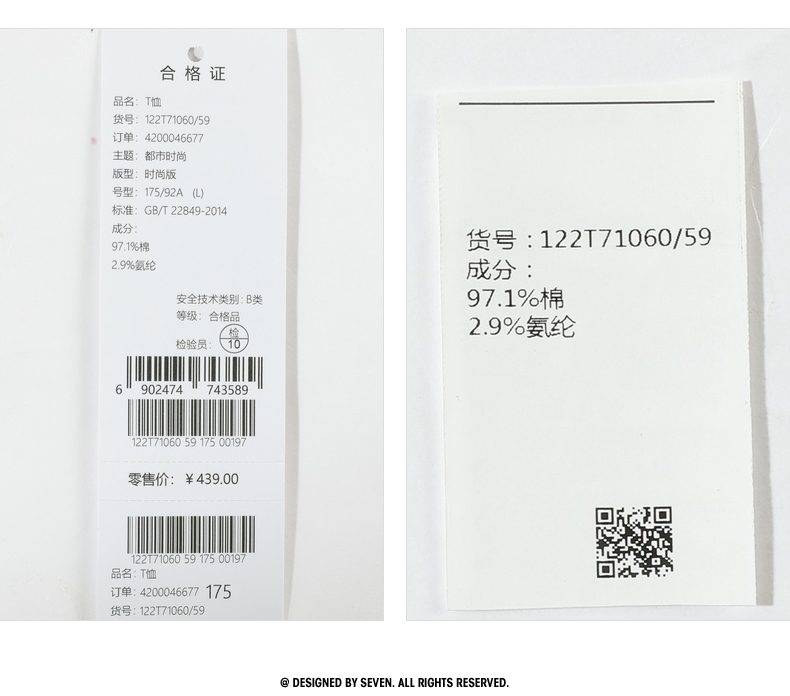 合格证
品名：T恤
货号：122T71060/59
订单：4200046677
主题：都市时尚
版型：时尚版
号型：175/92A (L)
标准：GB/T 22849-2014
成分：
97.1%棉
2.9%氨纶
安全技术类别：B类
等级：合格品
检验员：检 10
6 902474 743589
122T71060 59 175 00197
零售价：￥439.00
122T71060 59 175 00197
品名：T恤
订单：4200046677 175
货号：122T71060/59
货号：122T71060/59
成分：
97.1%棉
2.9%氨纶
@ DESIGNED BY SEVEN. ALL RIGHTS RESERVED.